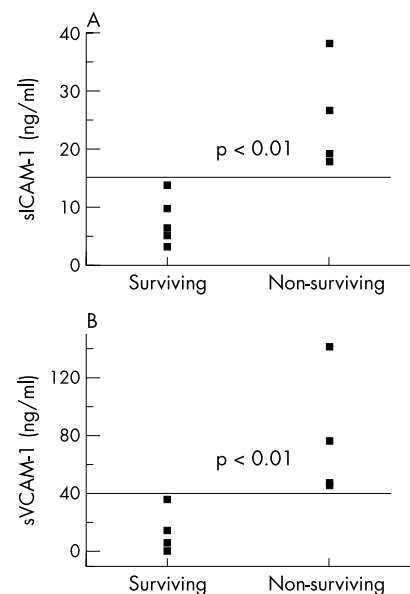 A
sICAM-1 (ng/ml)
40
30
20
10
0
p < 0.01
Surviving
Non-surviving
B
sVCAM-1 (ng/ml)
120
80
40
0
p < 0.01
Surviving
Non-surviving